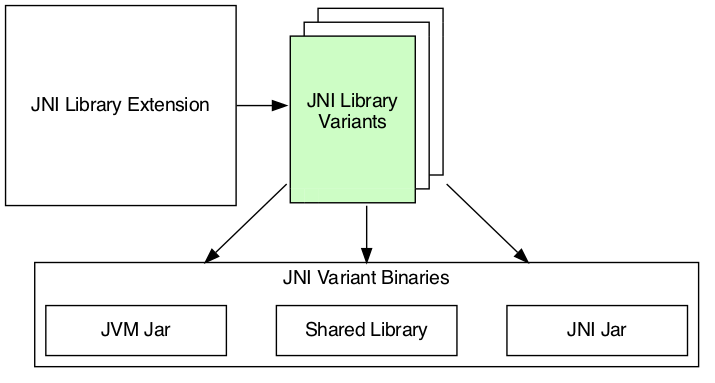 JNI Library Extension
JNI Library
Variants
JNI Variant Binaries
JVM Jar
Shared Library
JNI Jar